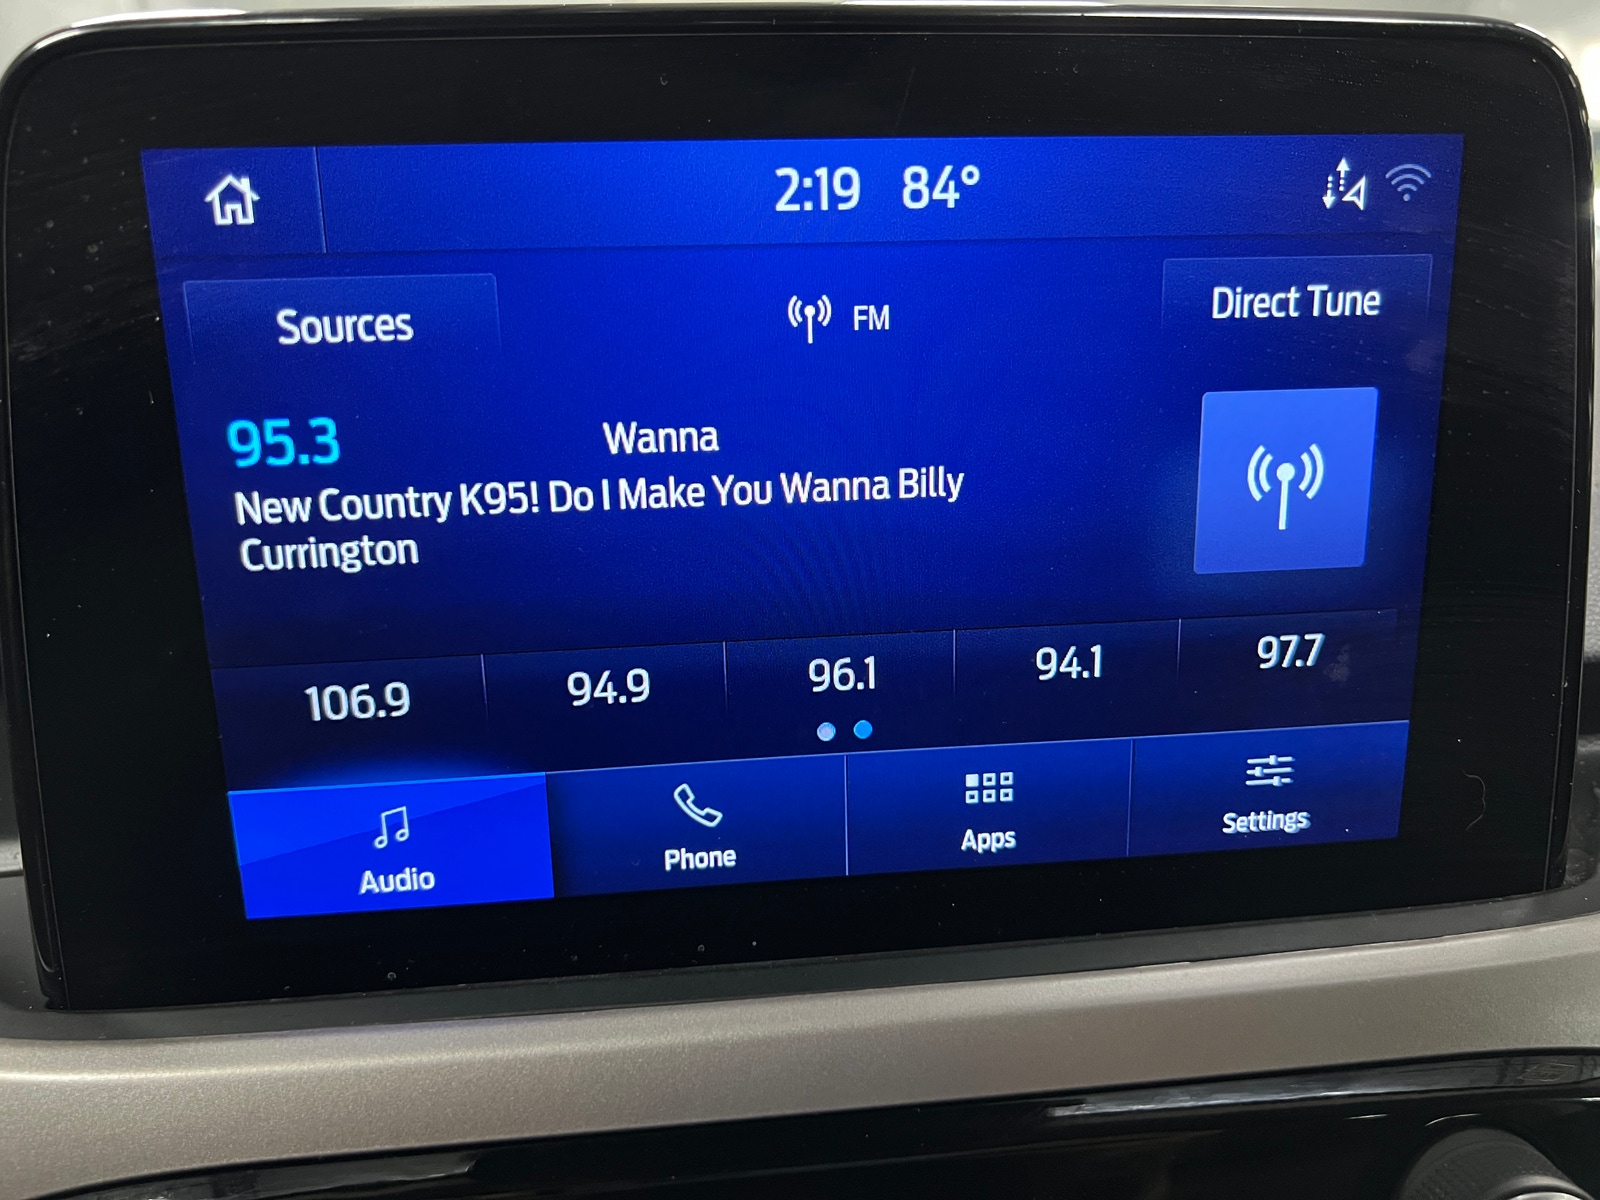 2:19 84°
Sources
FM
Direct Tune
95.3
Wanna
New Country K95! Do I Make You Wanna Billy
Currington
106.9
94.9
96.1
94.1
97.7
Audio
Phone
Apps
Settings